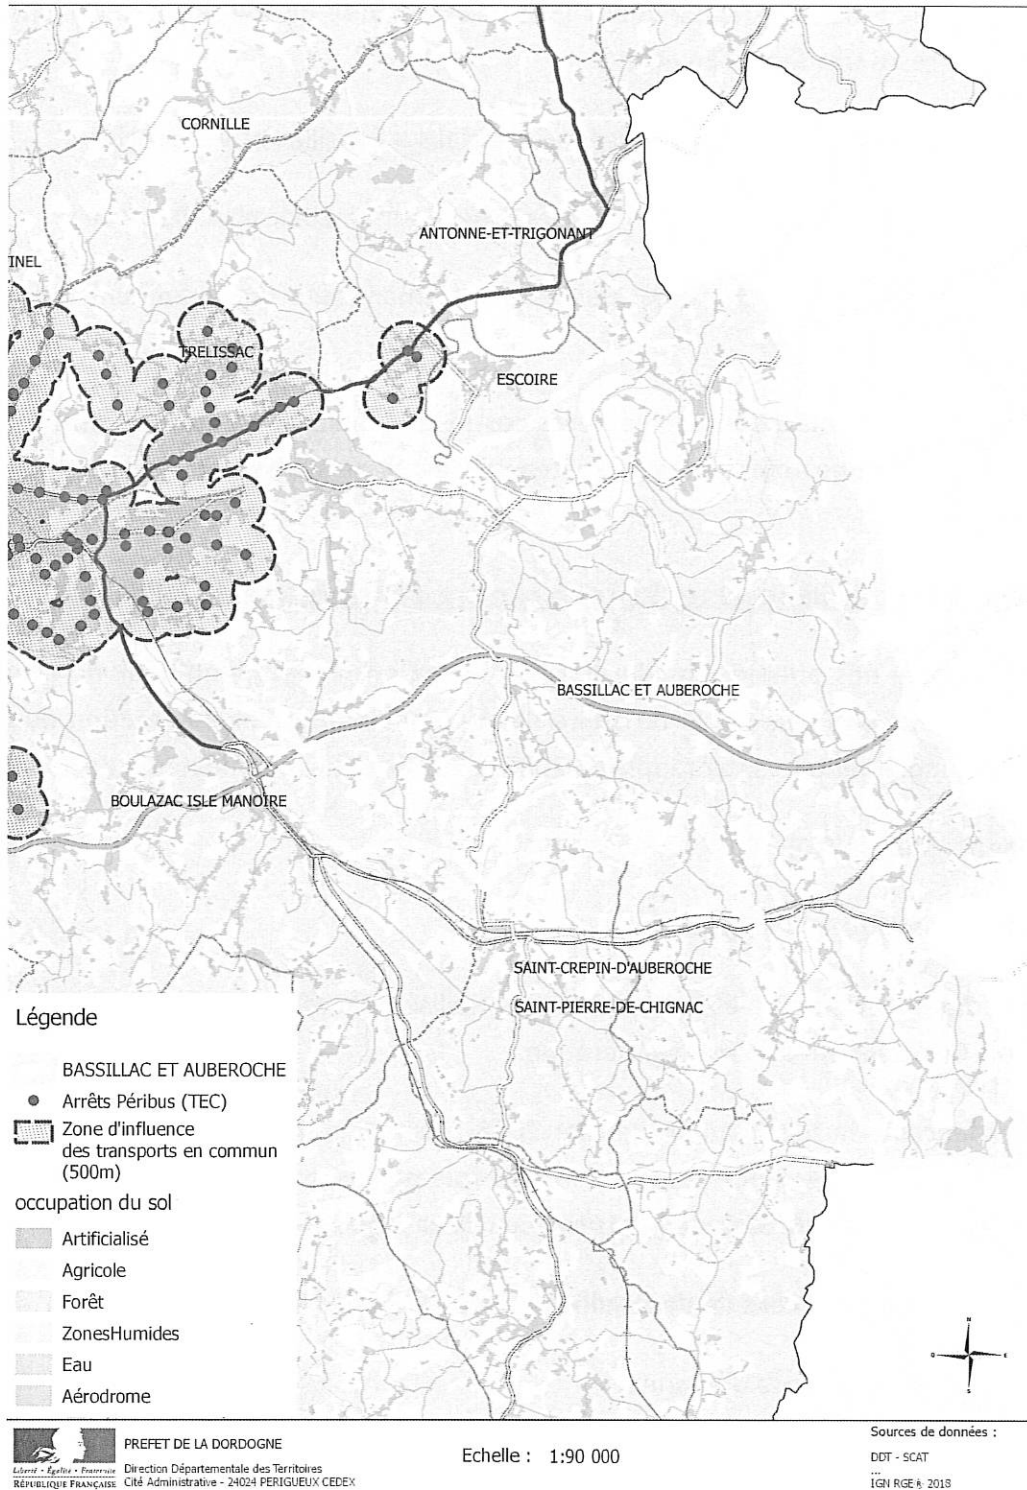 CORNILLE
ANTONNE-ET-TRIGONANT
INEL
TRELISSAC
ESCOIRE
BASSILLAC ET AUBEROCHE
BOULAZAC ISLE MANOIRE
SAINT-CREPIN-D'AUBEROCHE
SAINT-PIERRE-DE-CHIGNAC
Légende
BASSILLAC ET AUBEROCHE
Arrêts Péribus (TEC)
Zone d'influence
des transports en commun
(500m)
occupation du sol
Artificialisé
Agricole
Forêt
ZonesHumides
Eau
Aérodrome
N
O E
S
Liberté • Égalité • Fraternité
RÉPUBLIQUE FRANÇAISE
PREFET DE LA DORDOGNE
Direction Départementale des Territoires
Cité Administrative - 24024 PERIGUEUX CEDEX
Echelle : 1:90 000
Sources de données :
DDT - SCAT
...
IGN RGE 2018